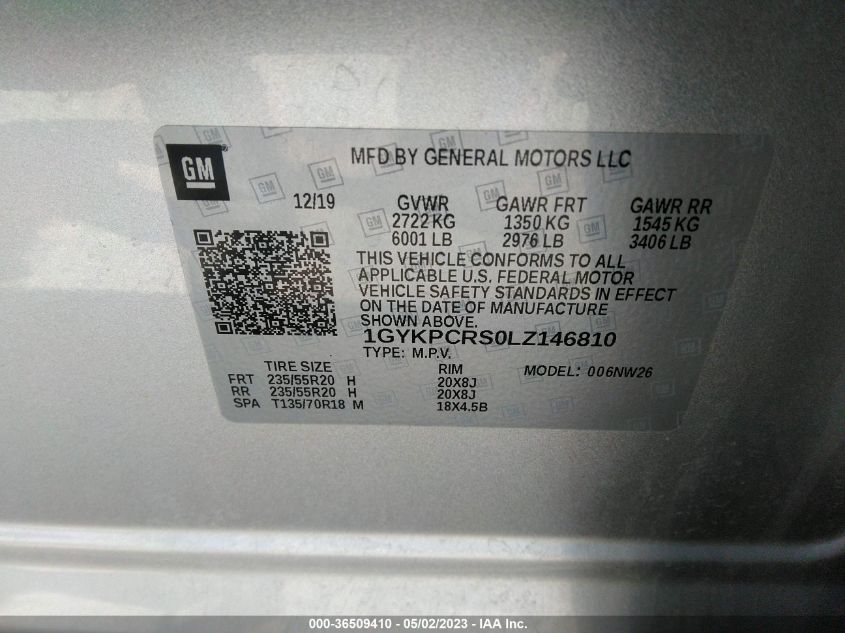 GM
MFD BY GENERAL MOTORS LLC
12/19 GVWR GAWR FRT GAWR RR
2722 KG 1350 KG 1545 KG
6001 LB 2976 LB 3406 LB
THIS VEHICLE CONFORMS TO ALL
APPLICABLE U.S. FEDERAL MOTOR
VEHICLE SAFETY STANDARDS IN EFFECT
ON THE DATE OF MANUFACTURE
SHOWN ABOVE.
1GYKPCRS0LZ146810
TYPE: M.P.V.
TIRE SIZE RIM MODEL: 006NW26
FRT 235/55R20 H 20X8J
RR 235/55R20 H 20X8J
SPA T135/70R18 M 18X4.5B
000-36509410 - 05/02/2023 - IAA Inc.